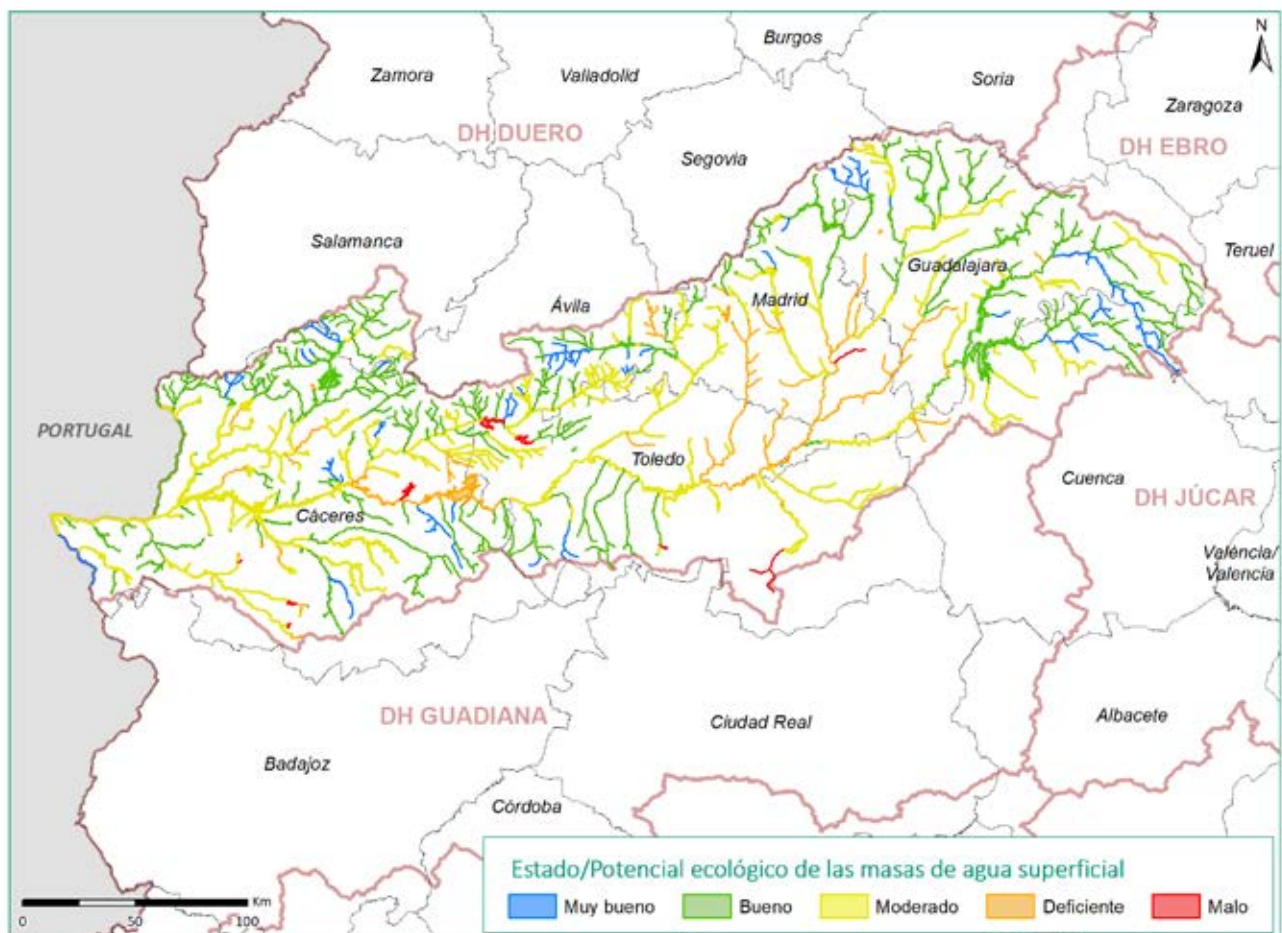 Burgos
N
Zamora
Valladolid
Soria
Zaragoza
DH DUERO
DH EBRO
Segovia
Salamanca
Teruel
Guadalajara
Ávila
Madrid
PORTUGAL
Toledo
Cuenca
DH JÚCAR
Cáceres
Valéncia/
Valencia
DH GUADIANA
Ciudad Real
Albacete
Badajoz
Córdoba
Estado/Potencial ecológico de las masas de agua superficial
Muy bueno Bueno Moderado Deficiente Malo
Km
0 50 100